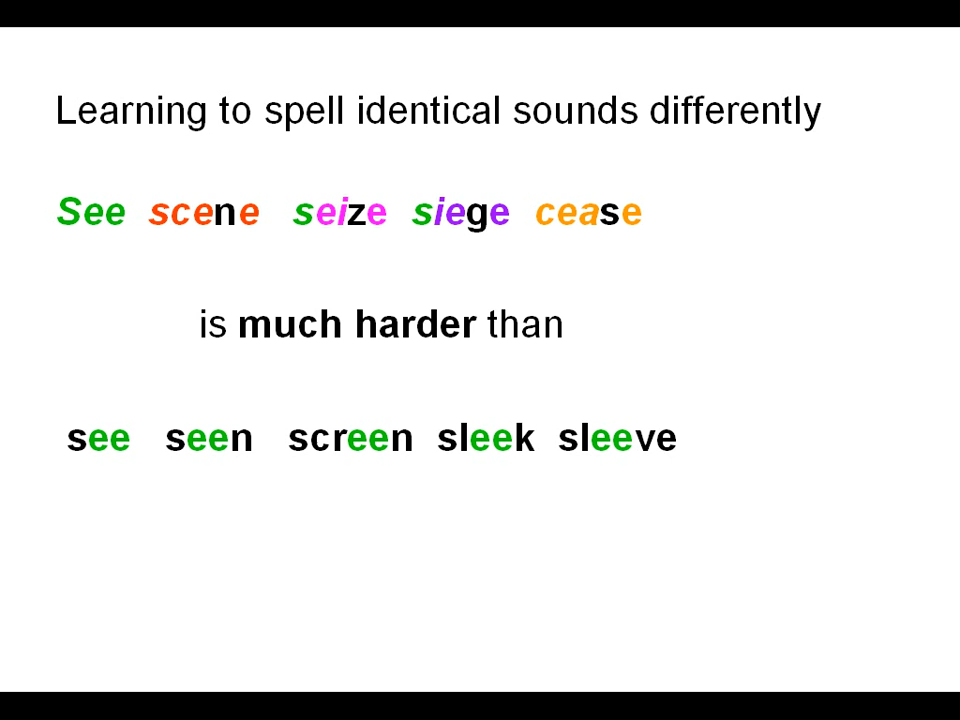 Learning to spell identical sounds differently
See scene seize siege cease
is much harder than
see seen screen sleek sleeve